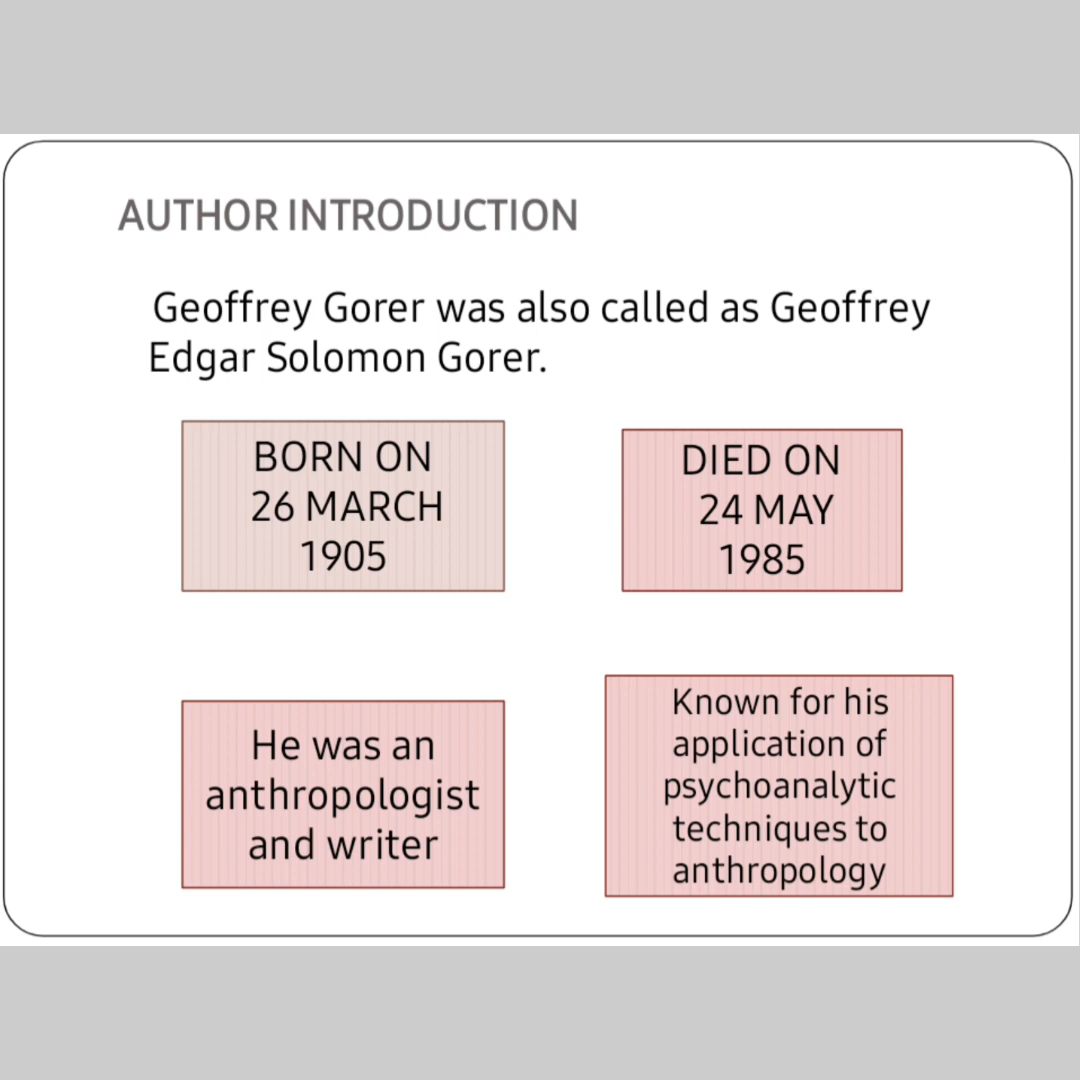 AUTHOR INTRODUCTION
Geoffrey Gorer was also called as Geoffrey
Edgar Solomon Gorer.
BORN ON
26 MARCH
1905
DIED ON
24 MAY
1985
He was an
anthropologist
and writer
Known for his
application of
psychoanalytic
techniques to
anthropology